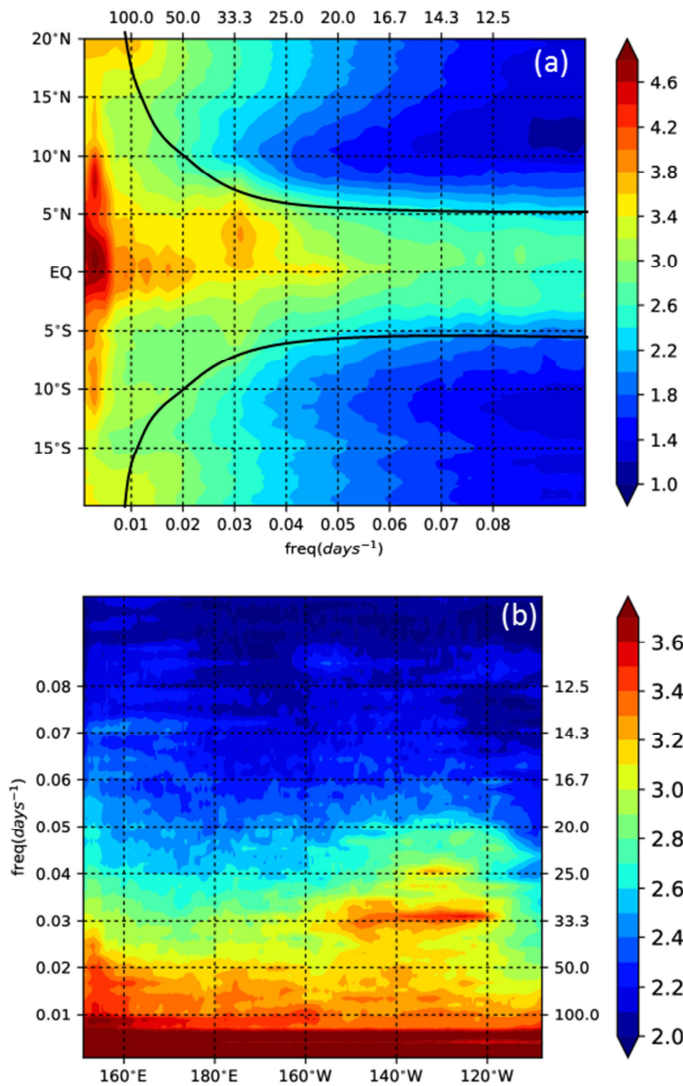 100.0 50.0 33.3 25.0 20.0 16.7 14.3 12.5
20°N
(a)
15°N
10°N
5°N
EQ
5°S
10°S
15°S
0.01 0.02 0.03 0.04 0.05 0.06 0.07 0.08
freq(days⁻¹)
4.6
4.2
3.8
3.4
3.0
2.6
2.2
1.8
1.4
1.0
(b)
0.08
0.07
0.06
0.05
0.04
0.03
0.02
0.01
freq(days⁻¹)
12.5
14.3
16.7
20.0
25.0
33.3
50.0
100.0
160°E 180° 160°W 140°W 120°W
3.6
3.4
3.2
3.0
2.8
2.6
2.4
2.2
2.0